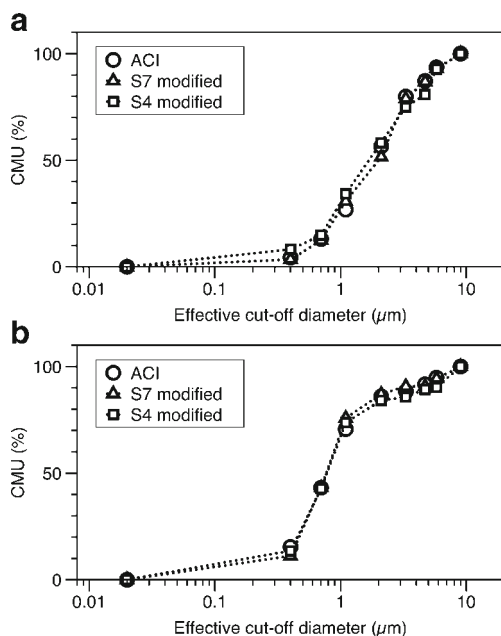 a
ACI
S7 modified
S4 modified
100
50
0
CMU (%)
0.01 0.1 1 10
Effective cut-off diameter (µm)
b
ACI
S7 modified
S4 modified
100
50
0
CMU (%)
0.01 0.1 1 10
Effective cut-off diameter (µm)